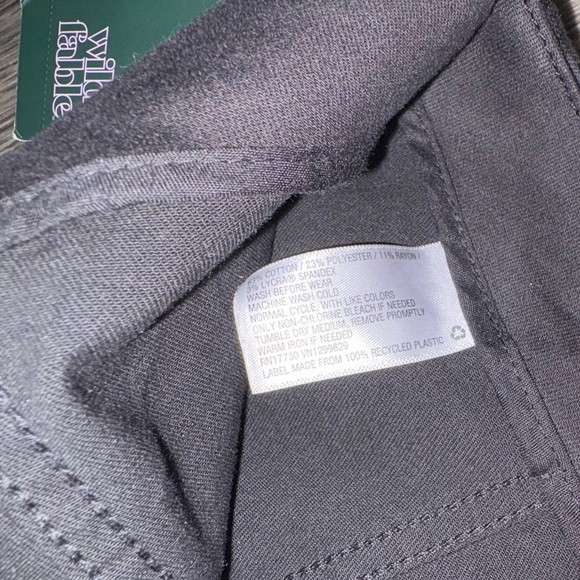 wild
fable
COTTON / 23% POLYESTER / 11% RAYON /
LYCRA® SPANDEX
WASH BEFORE WEAR
MACHINE WASH COLD
NORMAL CYCLE, WITH LIKE COLORS
ONLY NON-CHLORINE BLEACH IF NEEDED
TUMBLE DRY MEDIUM, REMOVE PROMPTLY
WARM IRON IF NEEDED
RN17730 VN1299609
LABEL MADE FROM 100% RECYCLED PLASTIC